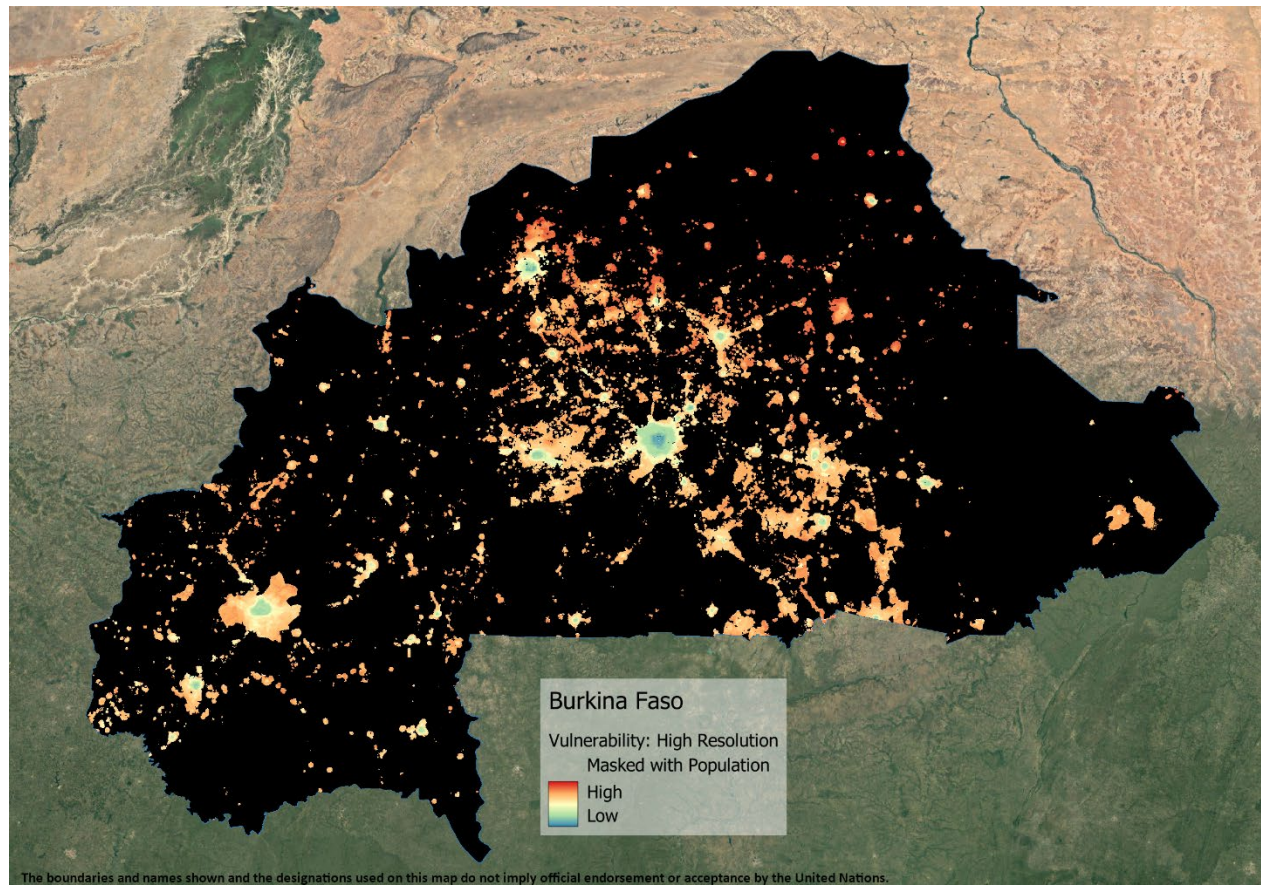 Burkina Faso
Vulnerability: High Resolution
Masked with Population
High
Low
The boundaries and names shown and the designations used on this map do not imply official endorsement or acceptance by the United Nations.